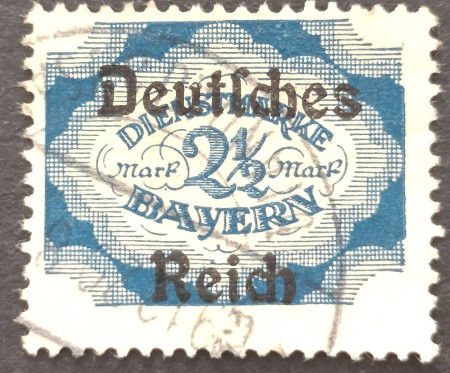 Deutſches
DIENSTMARKE
Mark 2½ Mark
BAYERN
Reich